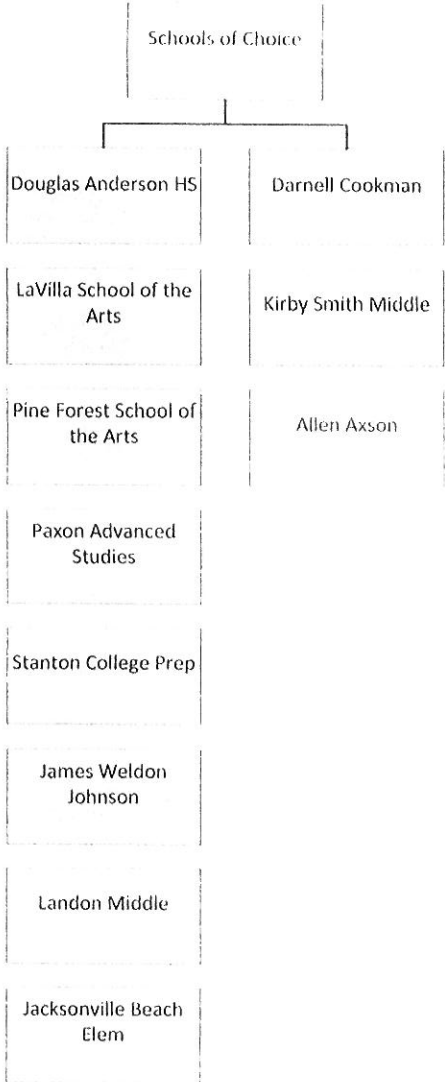 Schools of Choice
Douglas Anderson HS
LaVilla School of the
Arts
Pine Forest School of
the Arts
Paxon Advanced
Studies
Stanton College Prep
James Weldon
Johnson
Landon Middle
Jacksonville Beach
Elem
Darnell Cookman
Kirby Smith Middle
Allen Axson